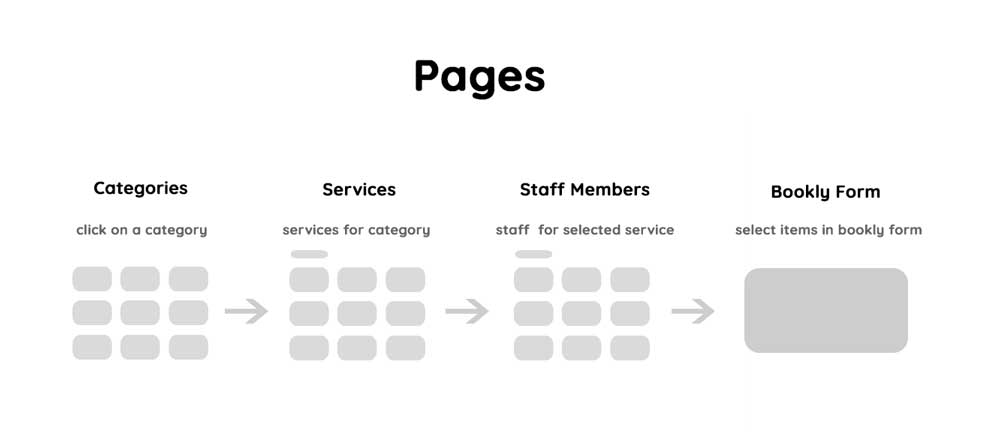 Pages
Categories
Services
Staff Members
Bookly Form
click on a category
services for category
staff  for selected service
select items in bookly form